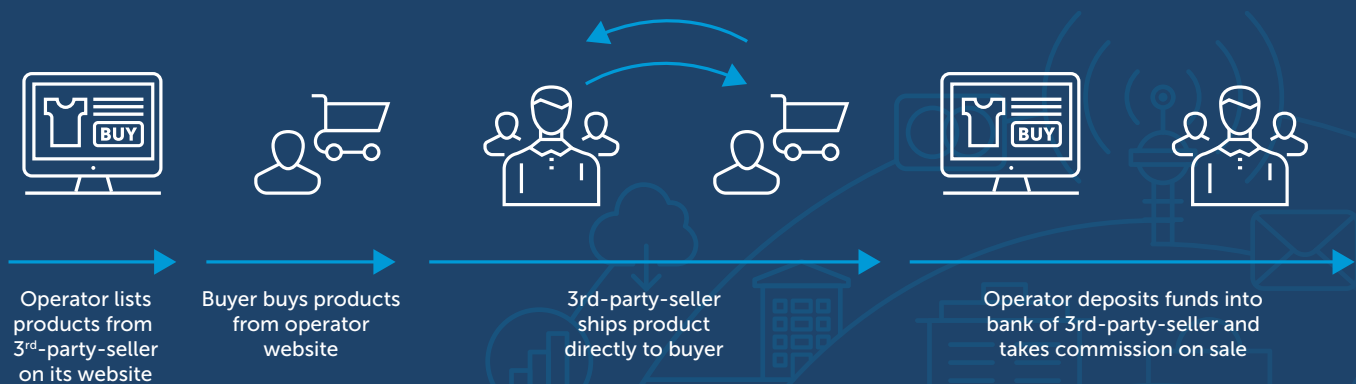 BUY
BUY
Operator lists
products from
3rd-party-seller
on its website
Buyer buys products
from operator
website
3rd-party-seller
ships product
directly to buyer
Operator deposits funds into
bank of 3rd-party-seller and
takes commission on sale